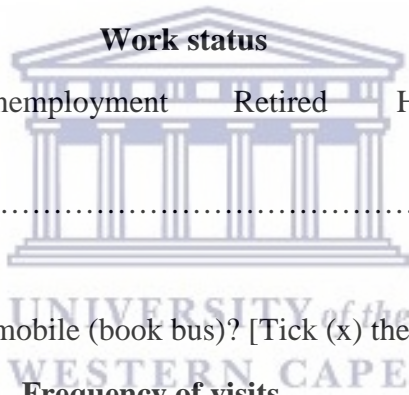 Work status
nemployment Retired H
……………………………………………
UNIVERSITY of the
mobile (book bus)? [Tick (x) the
WESTERN CAPE
Frequency of visits